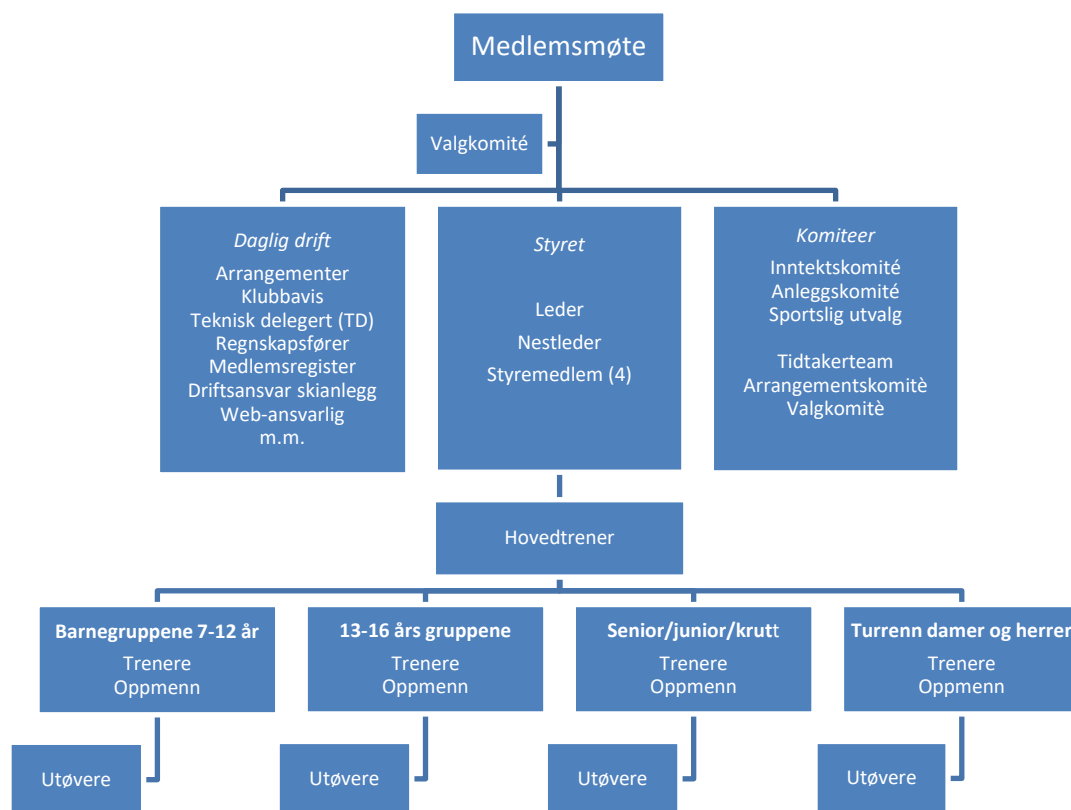 Medlemsmøte
Valgkomité
Daglig drift
Arrangementer
Klubbavis
Teknisk delegert (TD)
Regnskapsfører
Medlemsregister
Driftsansvar skianlegg
Web-ansvarlig
m.m.
Styret
Leder
Nestleder
Styremedlem (4)
Komiteer
Inntektskomité
Anleggskomité
Sportslig utvalg
Tidtakerteam
Arrangementskomitè
Valgkomitè
Hovedtrener
Barnegruppene 7-12 år
Trenere
Oppmenn
13-16 års gruppene
Trenere
Oppmenn
Senior/junior/krutt
Trenere
Oppmenn
Turrenn damer og herrer
Trenere
Oppmenn
Utøvere
Utøvere
Utøvere
Utøvere